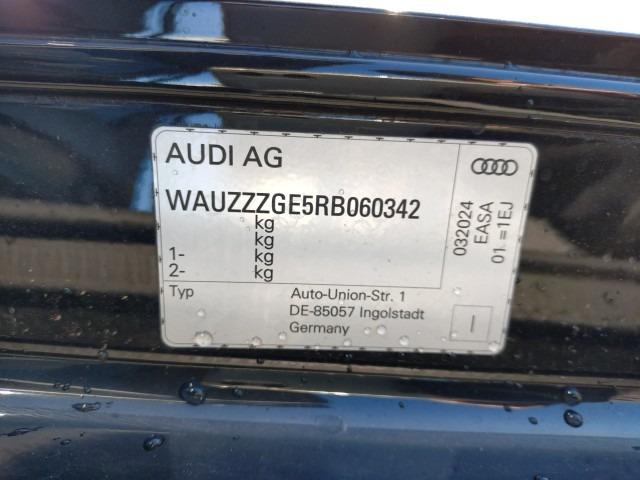 AUDI AG
WAUZZZGE5RB060342
kg
kg
1- kg
2- kg
Typ Auto-Union-Str. 1
DE-85057 Ingolstadt
Germany
032024
EASA
01.=1EJ
I